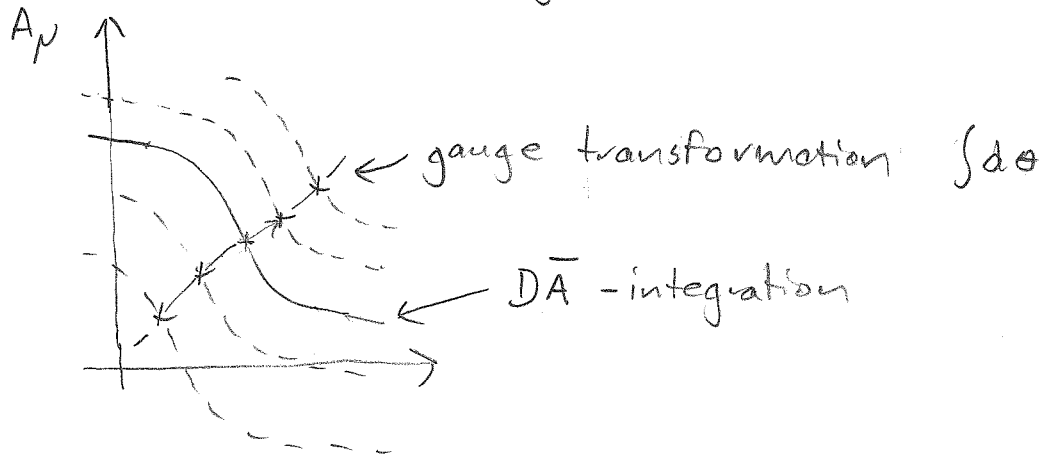 A_μ
gauge transformation ∫dθ
DĀ - integration